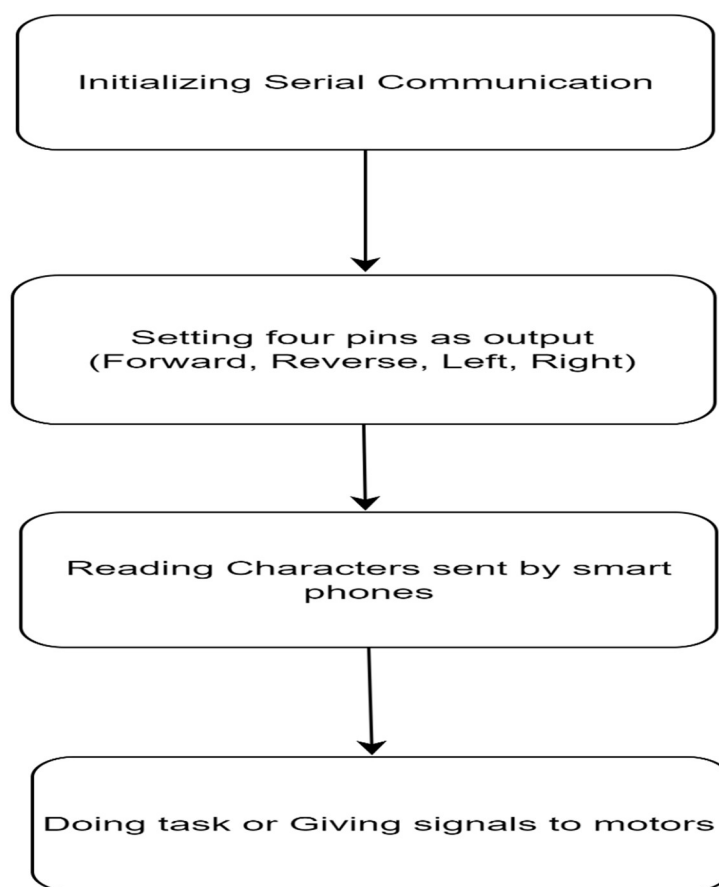 Initializing Serial Communication
Setting four pins as output
(Forward, Reverse, Left, Right)
Reading Characters sent by smart
phones
Doing task or Giving signals to motors